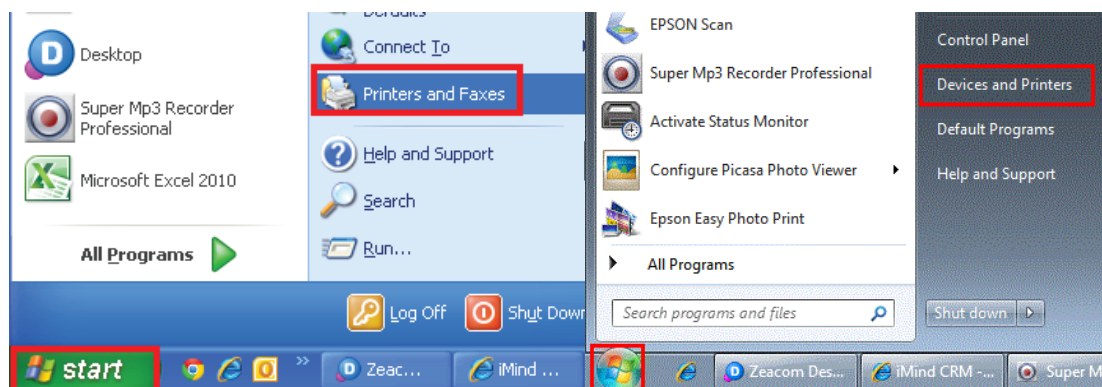 Defaults
Desktop
Connect To
Printers and Faxes
Super Mp3 Recorder
Professional
Help and Support
Microsoft Excel 2010
Search
All Programs
Run...
Log Off
Shut Down
start
»
Zeac...
iMind ...
EPSON Scan
Super Mp3 Recorder Professional
Activate Status Monitor
Configure Picasa Photo Viewer
Epson Easy Photo Print
All Programs
Search programs and files
Control Panel
Devices and Printers
Default Programs
Help and Support
Shut down
Zeacom Des...
iMind CRM -...
Super M